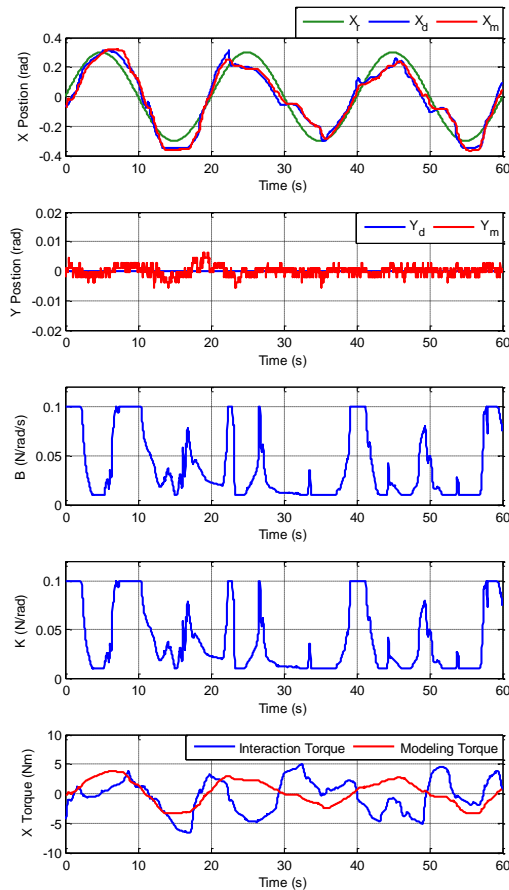 X_r X_d X_m
X Position (rad)
0.4
0.2
0
-0.2
-0.4
0 10 20 30 40 50 60
Time (s)
Y_d Y_m
Y Postion (rad)
0.02
0.01
0
-0.01
-0.02
0 10 20 30 40 50 60
Time (s)
B (N/rad/s)
0.1
0.05
0
0 10 20 30 40 50 60
Time (s)
K (N/rad)
0.1
0.05
0
0 10 20 30 40 50 60
Time (s)
Interaction Torque Modeling Torque
X Torque (Nm)
10
5
0
-5
-10
0 10 20 30 40 50 60
Time (s)